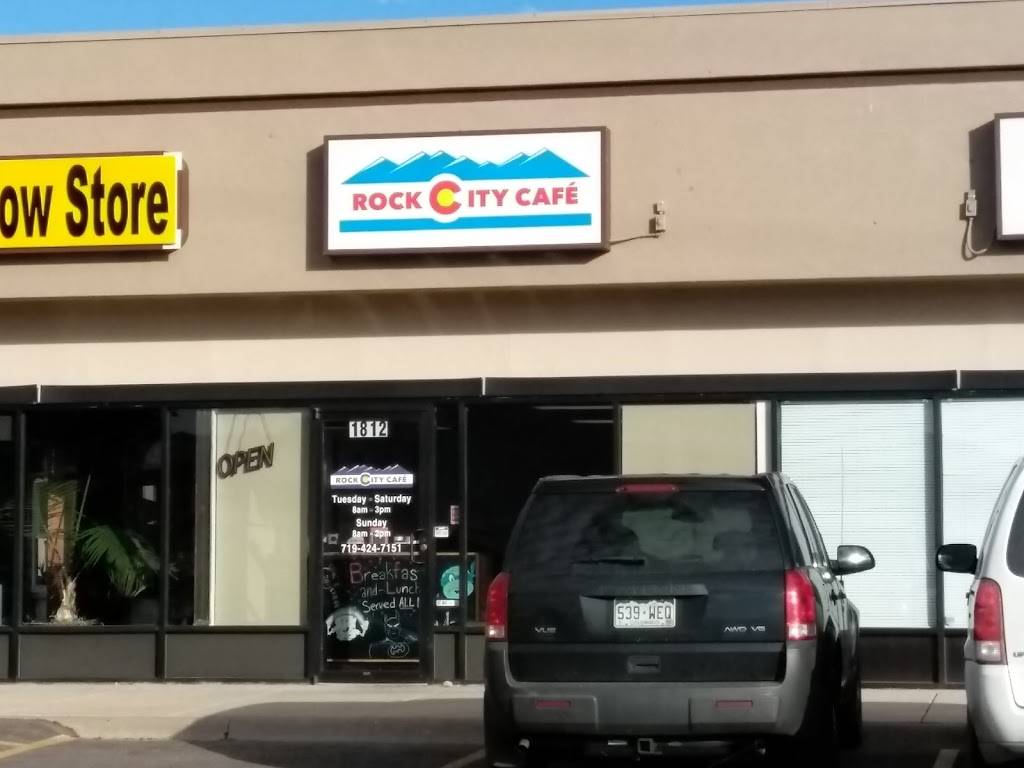 ow Store
ROCK CITY CAFÉ
1812
OPEN
ROCK CITY CAFÉ
Tuesday - Saturday
8am - 3pm
Sunday
8am - 2pm
719-424-7151
Breakfas
and Lunch
Served ALL
539-WEQ
VUE
AWD V6